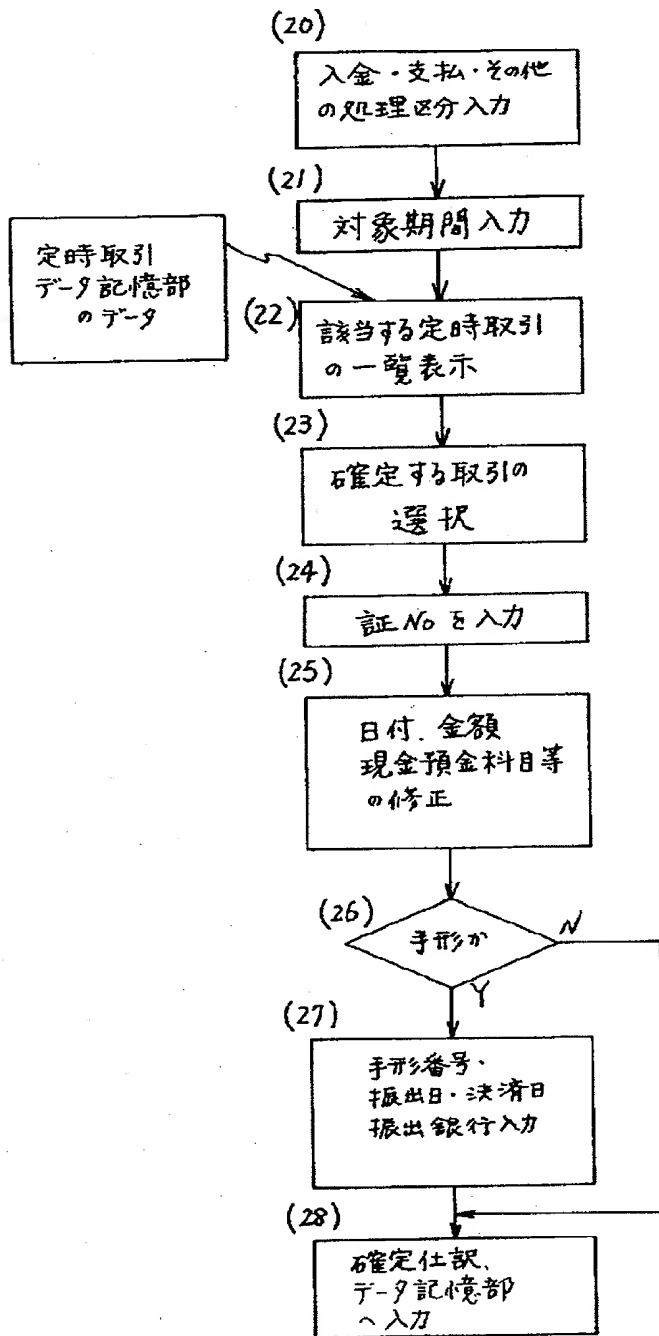 (20)
入金・支払・その他
の処理区分入力
(21)
対象期間入力
定時取引
データ記憶部
のデータ
(22)
該当する定時取引
の一覧表示
(23)
確定する取引の
選択
(24)
証Noを入力
(25)
日付、金額
現金預金科目等
の修正
(26)
手形か
N
Y
(27)
手形番号・
振出日・決済日
振出銀行入力
(28)
確定仕訳、
データ記憶部
へ入力